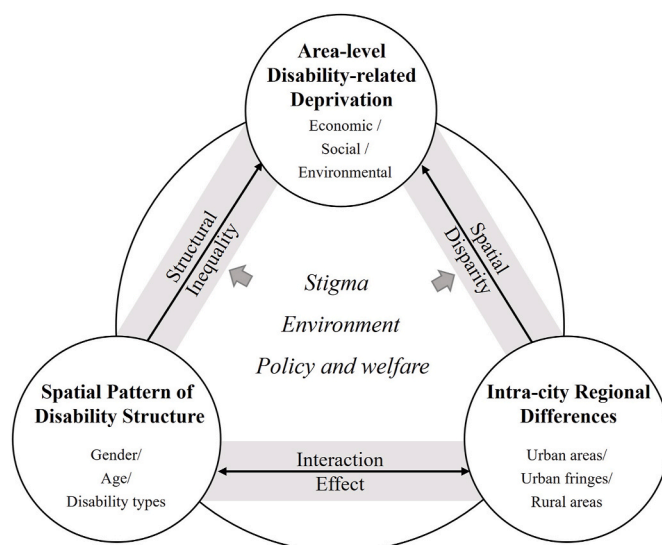 Area-level
Disability-related
Deprivation
Economic /
Social /
Environmental
Structural
Inequality
Spatial
Disparity
Stigma
Environment
Policy and welfare
Spatial Pattern of
Disability Structure
Gender/
Age/
Disability types
Interaction
Effect
Intra-city Regional
Differences
Urban areas/
Urban fringes/
Rural areas